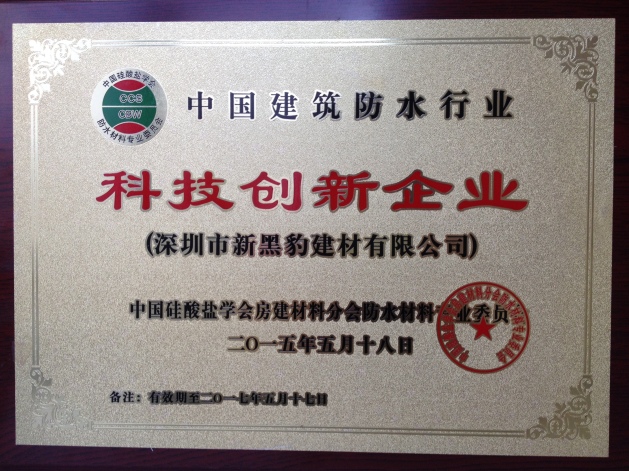 中国硅酸盐学会
CCS
CSW
防水材料专业委员会
中国建筑防水行业
科技创新企业
(深圳市新黑豹建材有限公司)
中国硅酸盐学会房建材料分会防水材料 业委员
二〇一五年五月十八日
备注:有效期至二〇一七年五月十七日